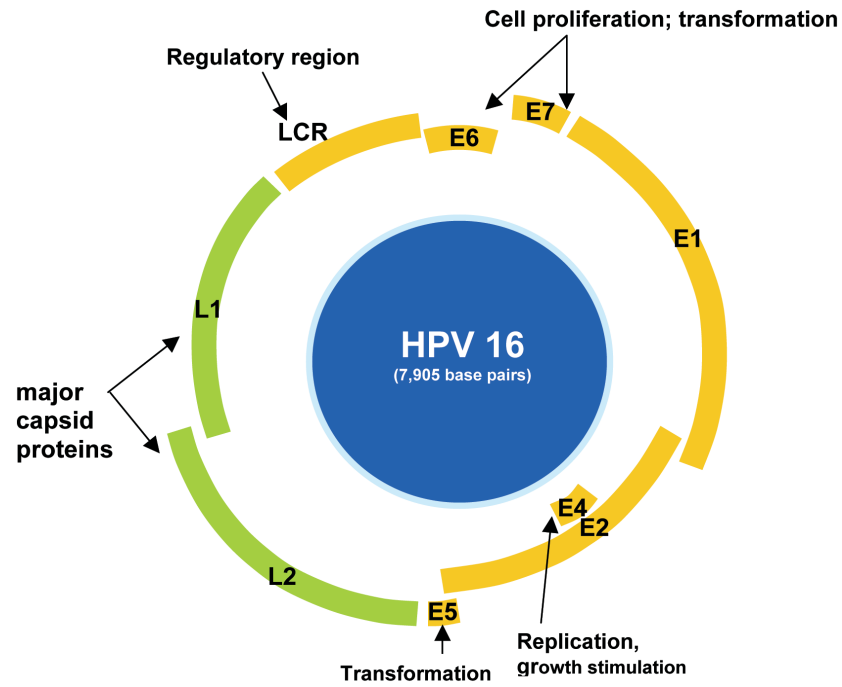 Cell proliferation; transformation
Regulatory region
LCR
E7
E6
E1
L1
HPV 16
(7,905 base pairs)
major
capsid
proteins
E4
E2
L2
E5
Replication,
growth stimulation
Transformation